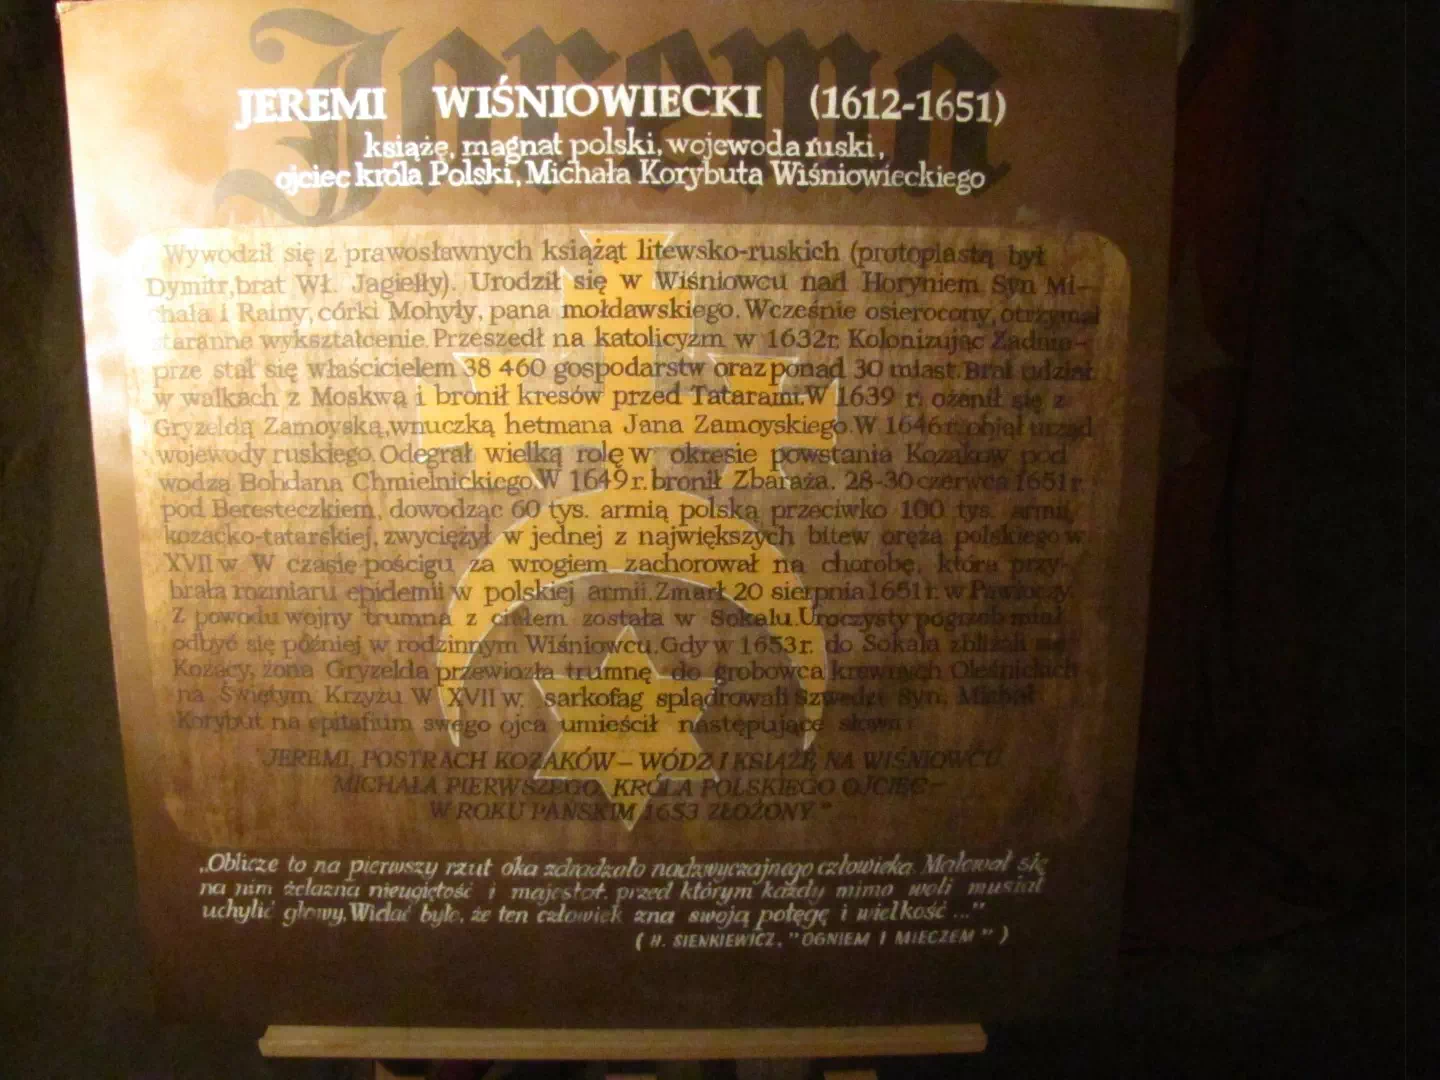 Jarema
JEREMI WIŚNIOWIECKI (1612-1651)
książę, magnat polski, wojewoda ruski,
ojciec króla Polski, Michała Korybuta Wiśniowieckiego
Wywodził się z prawosławnych książąt litewsko-ruskich (protoplastą był
Dymitr, brat Wł. Jagiełły). Urodził się w Wiśniowcu nad Horyniem. Syn Mi-
chała i Rainy, córki Mohyły, pana mołdawskiego. Wcześnie osierocony, otrzymał
staranne wykształcenie. Przeszedł na katolicyzm w 1632r. Kolonizując Zadnie-
prze stał się właścicielem 38 460 gospodarstw oraz ponad 30 miast. Brał udział
w walkach z Moskwą i bronił kresów przed Tatarami. W 1639 r. ożenił się z
Gryzeldą Zamoyską, wnuczką hetmana Jana Zamoyskiego. W 1646 r. objął urząd
wojewody ruskiego. Odegrał wielką rolę w okresie powstania Kozaków pod
wodzą Bohdana Chmielnickiego. W 1649 r. bronił Zbaraża. 28-30 czerwca 1651 r.
pod Beresteczkiem, dowodząc 60 tys. armią polską przeciwko 100 tys. armii
kozacko-tatarskiej, zwyciężył w jednej z największych bitew oręża polskiego w
XVII w. W czasie pościgu za wrogiem zachorował na chorobę, która przy-
brała rozmiaru epidemii w polskiej armii. Zmarł 20 sierpnia 1651 r. w Pawłoczy.
Z powodu wojny trumna z ciałem została w Sokalu. Uroczysty pogrzeb miał
odbyć się później w rodzinnym Wiśniowcu. Gdy w 1653 r. do Sokala zbliżali się
Kozacy, żona Gryzelda przewiozła trumnę do grobowca krewnych Oleśnickich
na Świętym Krzyżu. W XVII w. sarkofag splądrowali Szwedzi. Syn, Michał
Korybut na epitafium swego ojca umieścił następujące słowa:
"JEREMI, POSTRACH KOZAKÓW – WÓDZ I KSIĄŻĘ NA WIŚNIOWCU
MICHAŁA PIERWSZEGO, KRÓLA POLSKIEGO OJCIEC –
W ROKU PAŃSKIM 1653 ZŁOŻONY."
„Oblicze to na pierwszy rzut oka zdradzało nadzwyczajnego człowieka. Malował się
na nim żelazna nieugiętość i majestat, przed którym każdy mimo woli musiał
uchylić głowy. Widać było, że ten człowiek zna swoją potęgę i wielkość ..."
( H. SIENKIEWICZ, "OGNIEM I MIECZEM " )